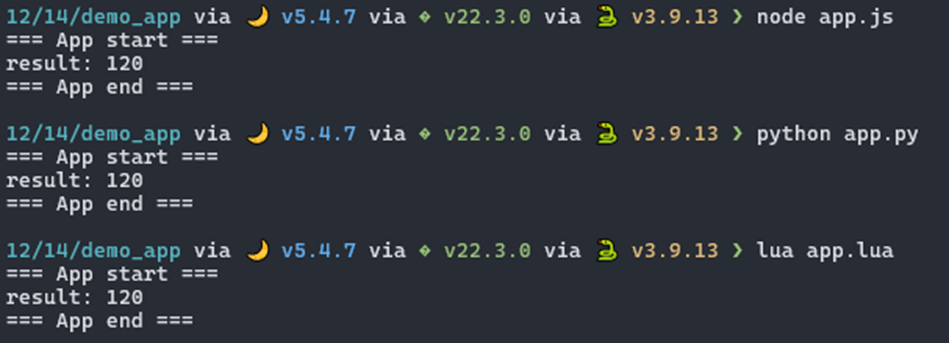 12/14/demo_app via 🌙 v5.4.7 via � v22.3.0 via 🐍 v3.9.13 ❯ node app.js
=== App start ===
result: 120
=== App end ===
12/14/demo_app via 🌙 v5.4.7 via � v22.3.0 via 🐍 v3.9.13 ❯ python app.py
=== App start ===
result: 120
=== App end ===
12/14/demo_app via 🌙 v5.4.7 via � v22.3.0 via 🐍 v3.9.13 ❯ lua app.lua
=== App start ===
result: 120
=== App end ===